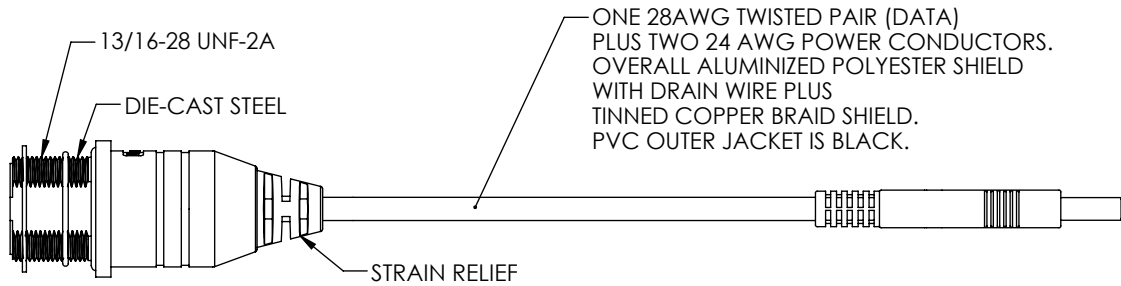 13/16-28 UNF-2A
DIE-CAST STEEL
ONE 28AWG TWISTED PAIR (DATA)
PLUS TWO 24 AWG POWER CONDUCTORS.
OVERALL ALUMINIZED POLYESTER SHIELD
WITH DRAIN WIRE PLUS
TINNED COPPER BRAID SHIELD.
PVC OUTER JACKET IS BLACK.
STRAIN RELIEF